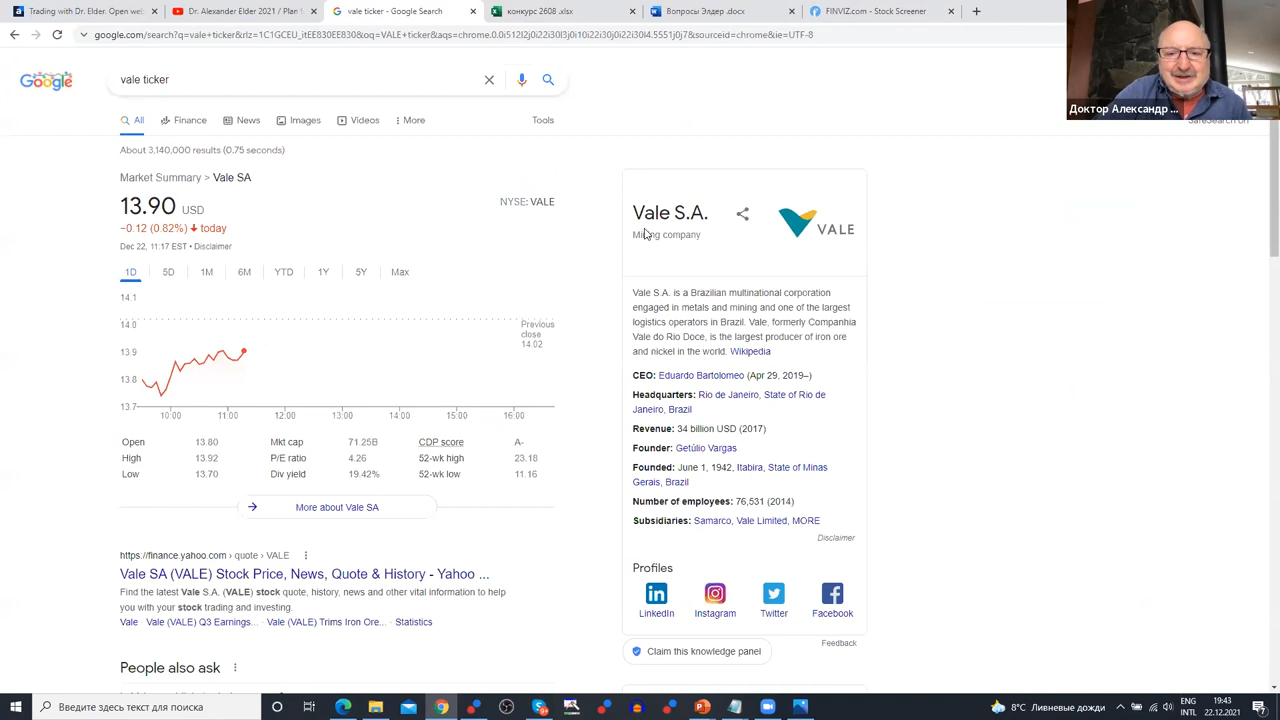 Trading with Dr. Elder. Open wo
Dr. Alexander Elder 2021 / Plan f
vale ticker - Google Search
конкурс 2608 .xlsx
Вопросы Элдер .docx
FINVIZ.com - Stock Screener
google.com/search?q=vale+ticker&rlz=1C1GCEU_itEE830EE830&oq=VALE+ticker&aqs=chrome.0.0i512l2j0i22i30l3j0i10i22i30j0i22i30l4.5551j0j7&sourceid=chrome&ie=UTF-8
Доктор Александр ...
Google
vale ticker
All
Finance
News
Images
Videos
More
Tools
SafeSearch on
About 3,140,000 results (0.75 seconds)
Market Summary > Vale SA
13.90 USD
NYSE: VALE
−0.12 (0.82%) today
Dec 22, 11:17 EST • Disclaimer
1D 5D 1M 6M YTD 1Y 5Y Max
14.1
14.0
13.9
13.8
13.7
Previous
close
14.02
10:00 11:00 12:00 13:00 14:00 15:00 16:00
Open 13.80 Mkt cap 71.25B CDP score A-
High 13.92 P/E ratio 4.26 52-wk high 23.18
Low 13.70 Div yield 19.42% 52-wk low 11.16
More about Vale SA
https://finance.yahoo.com › quote › VALE
Vale SA (VALE) Stock Price, News, Quote & History - Yahoo ...
Find the latest Vale S.A. (VALE) stock quote, history, news and other vital information to help
you with your stock trading and investing.
Vale · Vale (VALE) Q3 Earnings... · Vale (VALE) Trims Iron Ore... · Statistics
People also ask
Vale S.A.
Mining company
VALE
Vale S.A. is a Brazilian multinational corporation
engaged in metals and mining and one of the largest
logistics operators in Brazil. Vale, formerly Companhia
Vale do Rio Doce, is the largest producer of iron ore
and nickel in the world. Wikipedia
CEO: Eduardo Bartolomeo (Apr 29, 2019–)
Headquarters: Rio de Janeiro, State of Rio de
Janeiro, Brazil
Revenue: 34 billion USD (2017)
Founder: Getúlio Vargas
Founded: June 1, 1942, Itabira, State of Minas
Gerais, Brazil
Number of employees: 76,531 (2014)
Subsidiaries: Samarco, Vale Limited, MORE
Disclaimer
Profiles
LinkedIn
Instagram
Twitter
Facebook
Feedback
Claim this knowledge panel
Введите здесь текст для поиска
8°C Ливневые дожди
ENG
INTL
19:43
22.12.2021